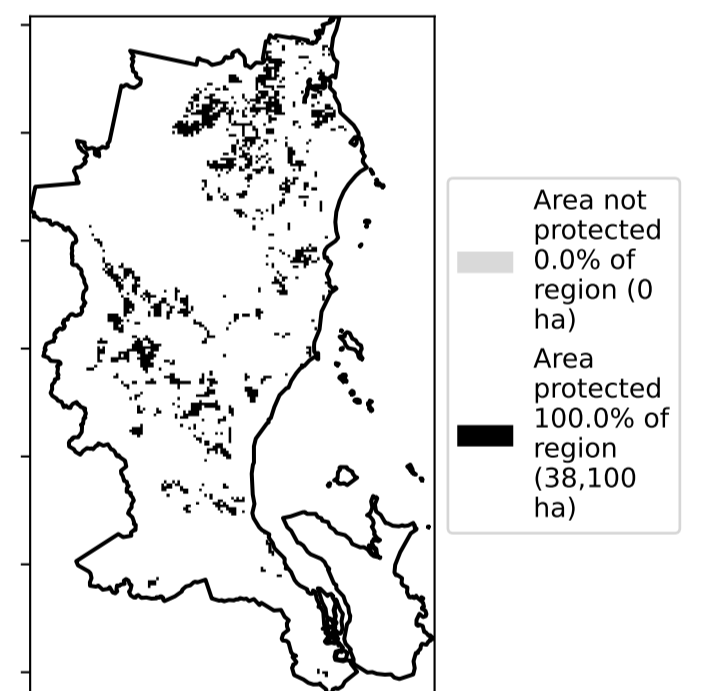 Area not
protected
0.0% of
region (0
ha)
Area
protected
100.0% of
region
(38,100
ha)